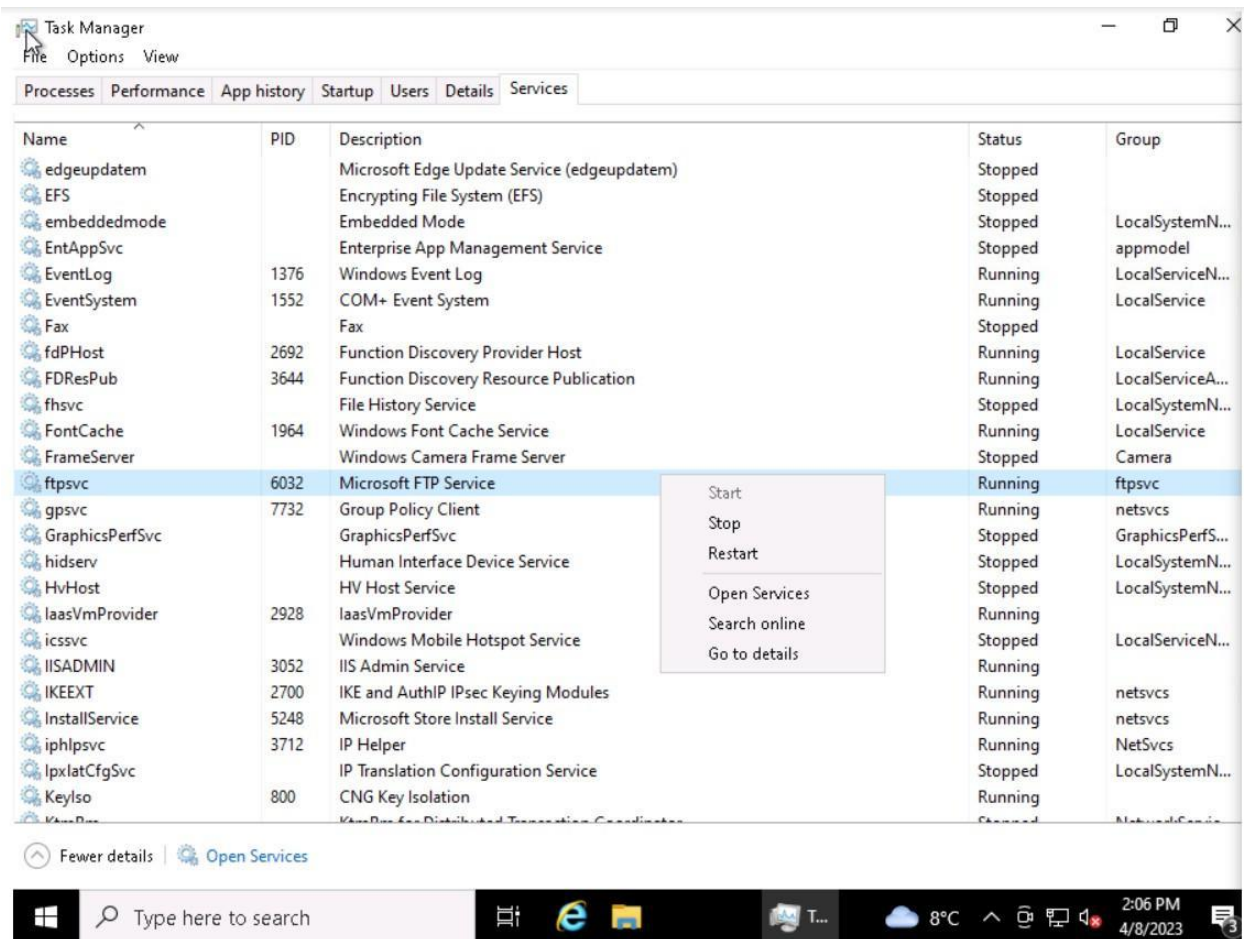 Task Manager
File Options View
Processes Performance App history Startup Users Details Services
Name PID Description Status Group
edgeupdatem Microsoft Edge Update Service (edgeupdatem) Stopped
EFS Encrypting File System (EFS) Stopped
embeddedmode Embedded Mode Stopped LocalSystemN...
EntAppSvc Enterprise App Management Service Stopped appmodel
EventLog 1376 Windows Event Log Running LocalServiceN...
EventSystem 1552 COM+ Event System Running LocalService
Fax Fax Stopped
fdPHost 2692 Function Discovery Provider Host Running LocalService
FDResPub 3644 Function Discovery Resource Publication Running LocalServiceA...
fhsvc File History Service Stopped LocalSystemN...
FontCache 1964 Windows Font Cache Service Running LocalService
FrameServer Windows Camera Frame Server Stopped Camera
ftpsvc 6032 Microsoft FTP Service Running ftpsvc
gpsvc 7732 Group Policy Client Running netsvcs
GraphicsPerfSvc GraphicsPerfSvc Stopped GraphicsPerfS...
hidserv Human Interface Device Service Stopped LocalSystemN...
HvHost HV Host Service Stopped LocalSystemN...
IaasVmProvider 2928 IaasVmProvider Running
icssvc Windows Mobile Hotspot Service Stopped LocalServiceN...
IISADMIN 3052 IIS Admin Service Running
IKEEXT 2700 IKE and AuthIP IPsec Keying Modules Running netsvcs
InstallService 5248 Microsoft Store Install Service Running netsvcs
iphlpsvc 3712 IP Helper Running NetSvcs
IpxlatCfgSvc IP Translation Configuration Service Stopped LocalSystemN...
KeyIso 800 CNG Key Isolation Running
Start
Stop
Restart
Open Services
Search online
Go to details
Fewer details Open Services
Type here to search T... 8°C 2:06 PM
4/8/2023 3